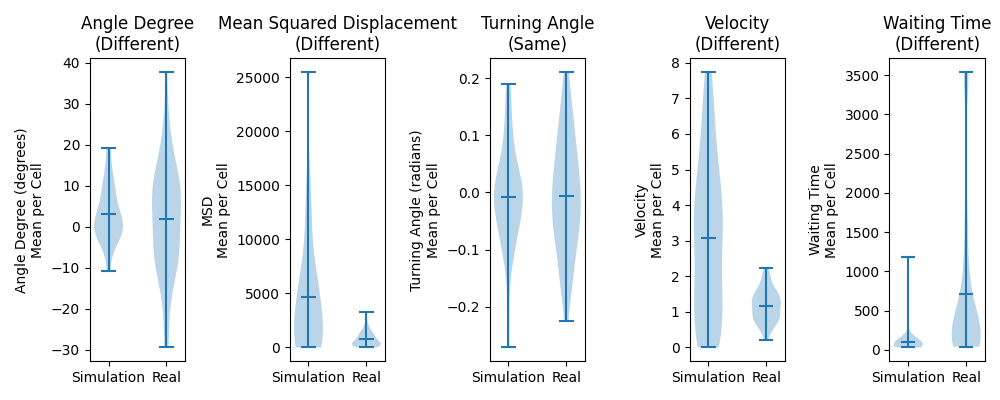 Angle Degree
(Different)
Angle Degree (degrees)
Mean per Cell
40
30
20
10
0
−10
−20
−30
Simulation Real
Mean Squared Displacement
(Different)
MSD
Mean per Cell
25000
20000
15000
10000
5000
0
Simulation Real
Turning Angle
(Same)
Turning Angle (radians)
Mean per Cell
0.2
0.1
0.0
−0.1
−0.2
Simulation Real
Velocity
(Different)
Velocity
Mean per Cell
8
7
6
5
4
3
2
1
0
Simulation Real
Waiting Time
(Different)
Waiting Time
Mean per Cell
3500
3000
2500
2000
1500
1000
500
0
Simulation Real